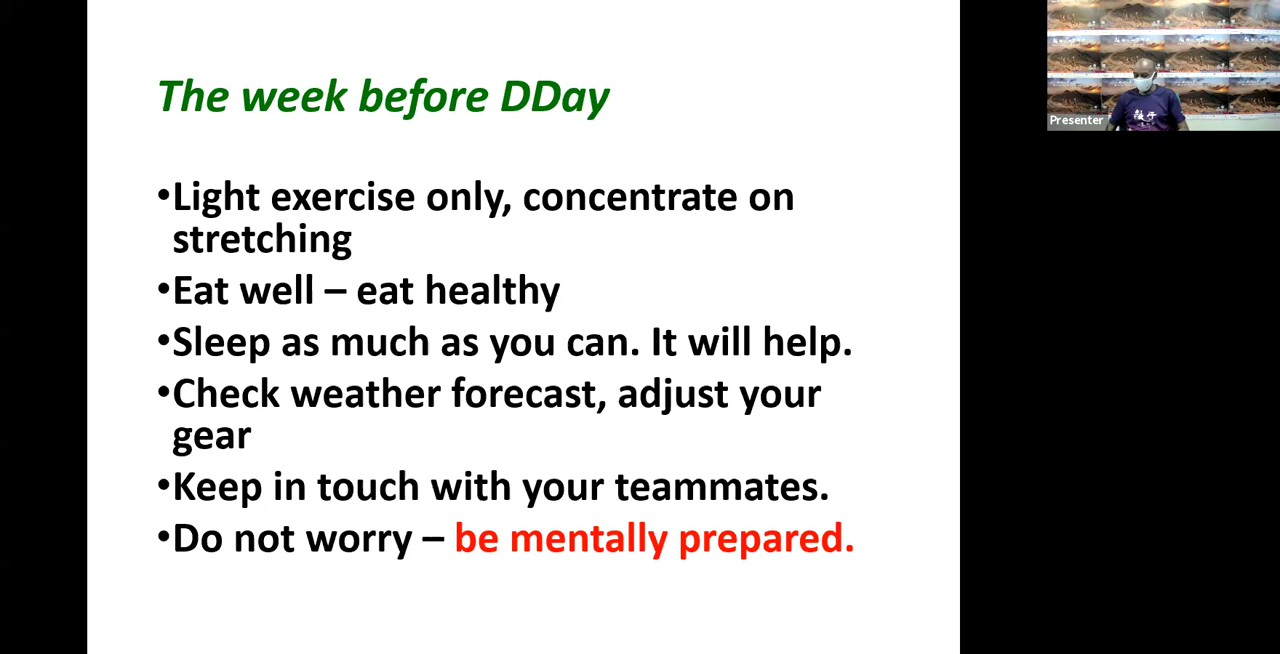 The week before DDay
•Light exercise only, concentrate on
stretching
•Eat well – eat healthy
•Sleep as much as you can. It will help.
•Check weather forecast, adjust your
gear
•Keep in touch with your teammates.
•Do not worry – be mentally prepared.
Presenter